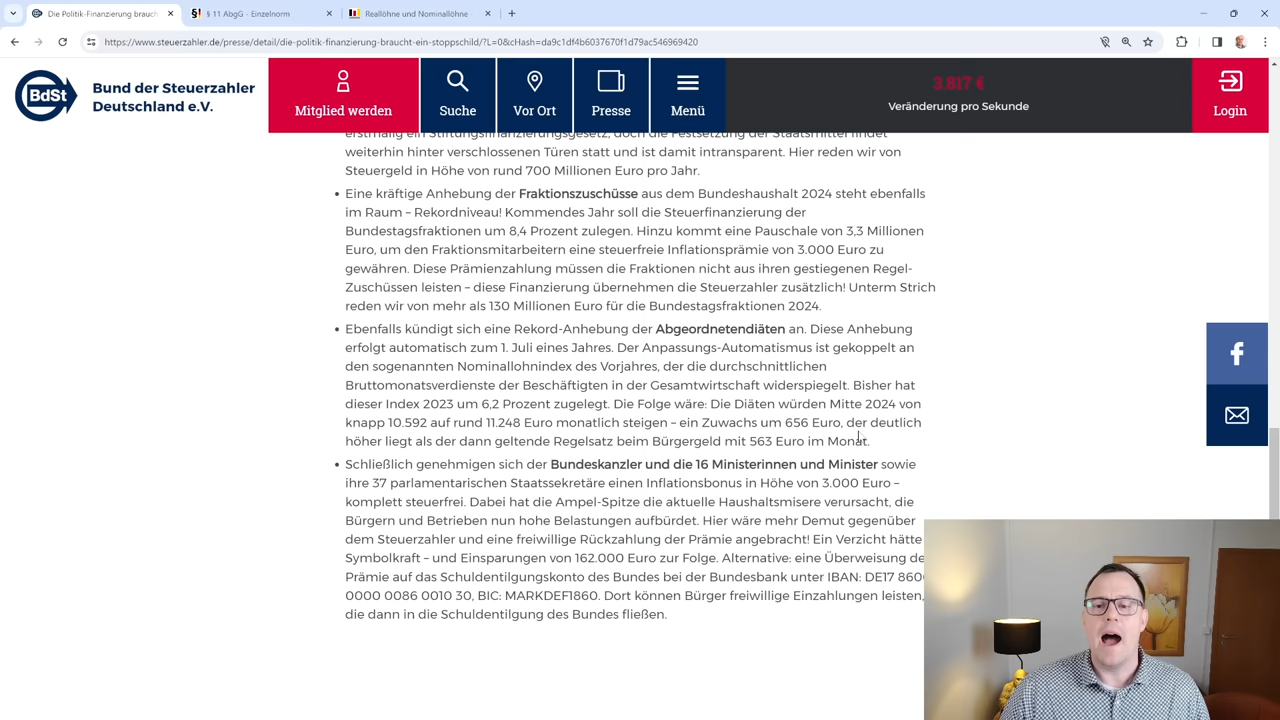 Die Politik-Finanzierung brauch
§ 11 AbgG - Einzelnorm
Reallöhne und Nominallöhne
https://www.steuerzahler.de/presse/detail/die-politik-finanzierung-braucht-ein-stoppschild/?L=0&cHash=da9c1df4b6037670f1d79ac546969420
BdSt
Bund der Steuerzahler
Deutschland e.V.
Mitglied werden
Suche
Vor Ort
Presse
Menü
3.817 €
Veränderung pro Sekunde
Login
erstmalig ein Stiftungsfinanzierungsgesetz, doch die Festsetzung der Staatsmittel findet
weiterhin hinter verschlossenen Türen statt und ist damit intransparent. Hier reden wir von
Steuergeld in Höhe von rund 700 Millionen Euro pro Jahr.
• Eine kräftige Anhebung der Fraktionszuschüsse aus dem Bundeshaushalt 2024 steht ebenfalls
im Raum – Rekordniveau! Kommendes Jahr soll die Steuerfinanzierung der
Bundestagsfraktionen um 8,4 Prozent zulegen. Hinzu kommt eine Pauschale von 3,3 Millionen
Euro, um den Fraktionsmitarbeitern eine steuerfreie Inflationsprämie von 3.000 Euro zu
gewähren. Diese Prämienzahlung müssen die Fraktionen nicht aus ihren gestiegenen Regel-
Zuschüssen leisten – diese Finanzierung übernehmen die Steuerzahler zusätzlich! Unterm Strich
reden wir von mehr als 130 Millionen Euro für die Bundestagsfraktionen 2024.
• Ebenfalls kündigt sich eine Rekord-Anhebung der Abgeordnetendiäten an. Diese Anhebung
erfolgt automatisch zum 1. Juli eines Jahres. Der Anpassungs-Automatismus ist gekoppelt an
den sogenannten Nominallohnindex des Vorjahres, der die durchschnittlichen
Bruttomonatsverdienste der Beschäftigten in der Gesamtwirtschaft widerspiegelt. Bisher hat
dieser Index 2023 um 6,2 Prozent zugelegt. Die Folge wäre: Die Diäten würden Mitte 2024 von
knapp 10.592 auf rund 11.248 Euro monatlich steigen – ein Zuwachs um 656 Euro, der deutlich
höher liegt als der dann geltende Regelsatz beim Bürgergeld mit 563 Euro im Monat.
• Schließlich genehmigen sich der Bundeskanzler und die 16 Ministerinnen und Minister sowie
ihre 37 parlamentarischen Staatssekretäre einen Inflationsbonus in Höhe von 3.000 Euro –
komplett steuerfrei. Dabei hat die Ampel-Spitze die aktuelle Haushaltsmisere verursacht, die
Bürgern und Betrieben nun hohe Belastungen aufbürdet. Hier wäre mehr Demut gegenüber
dem Steuerzahler und eine freiwillige Rückzahlung der Prämie angebracht! Ein Verzicht hätte
Symbolkraft – und Einsparungen von 162.000 Euro zur Folge. Alternative: eine Überweisung de
Prämie auf das Schuldentilgungskonto des Bundes bei der Bundesbank unter IBAN: DE17 860
0000 0086 0010 30, BIC: MARKDEF1860. Dort können Bürger freiwillige Einzahlungen leisten,
die dann in die Schuldentilgung des Bundes fließen.